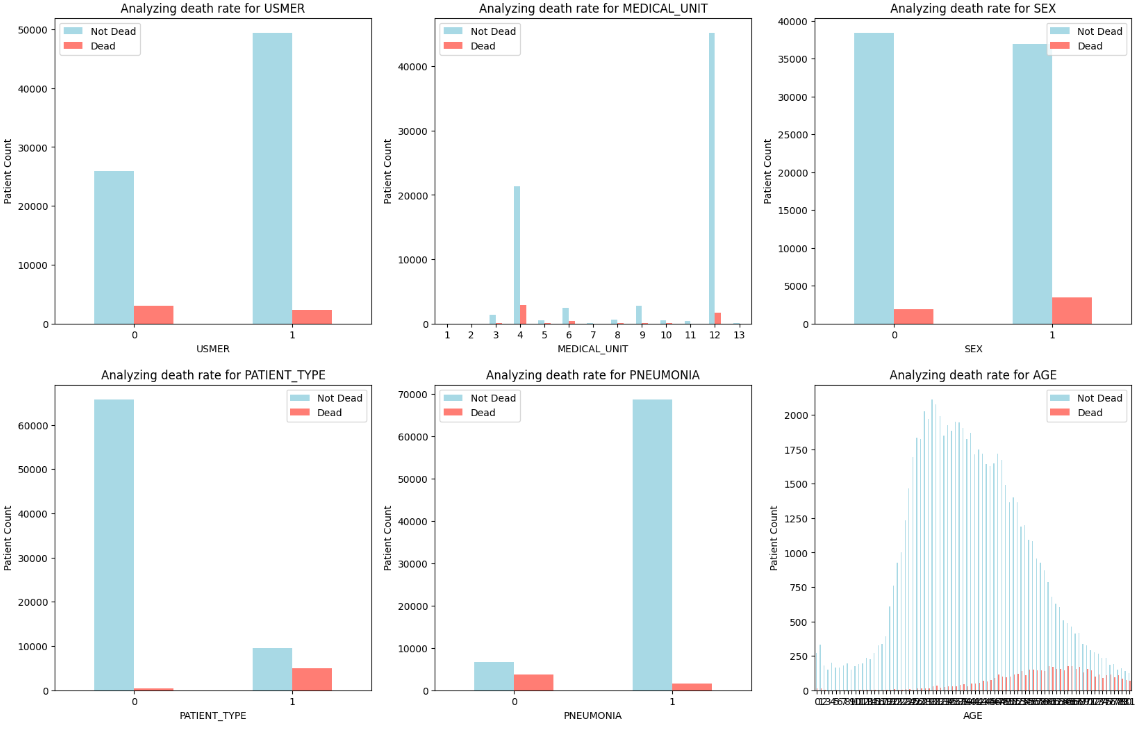 Analyzing death rate for USMER
Not Dead
Dead
50000
40000
30000
20000
10000
0
Patient Count
0 1
USMER
Analyzing death rate for MEDICAL_UNIT
Not Dead
Dead
40000
30000
20000
10000
0
Patient Count
1 2 3 4 5 6 7 8 9 10 11 12 13
MEDICAL_UNIT
Analyzing death rate for SEX
Not Dead
Dead
40000
35000
30000
25000
20000
15000
10000
5000
0
Patient Count
0 1
SEX
Analyzing death rate for PATIENT_TYPE
Not Dead
Dead
60000
50000
40000
30000
20000
10000
0
Patient Count
0 1
PATIENT_TYPE
Analyzing death rate for PNEUMONIA
Not Dead
Dead
70000
60000
50000
40000
30000
20000
10000
0
Patient Count
0 1
PNEUMONIA
Analyzing death rate for AGE
Not Dead
Dead
2000
1750
1500
1250
1000
750
500
250
0
Patient Count
AGE